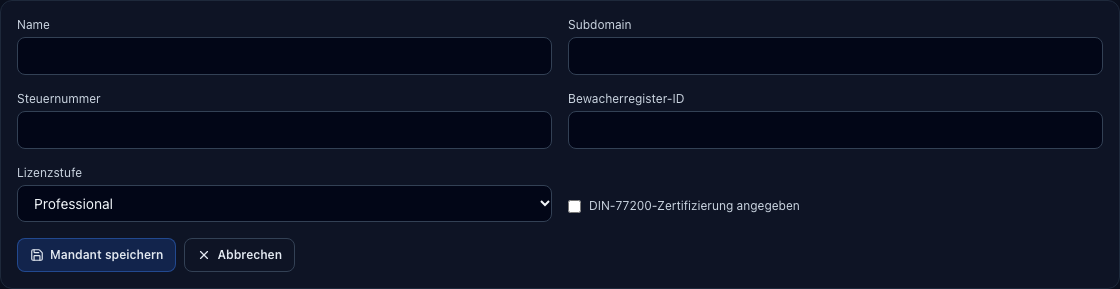 Name
Subdomain
Steuernummer
Bewacherregister-ID
Lizenzstufe
Professional
DIN-77200-Zertifizierung angegeben
Mandant speichern
Abbrechen